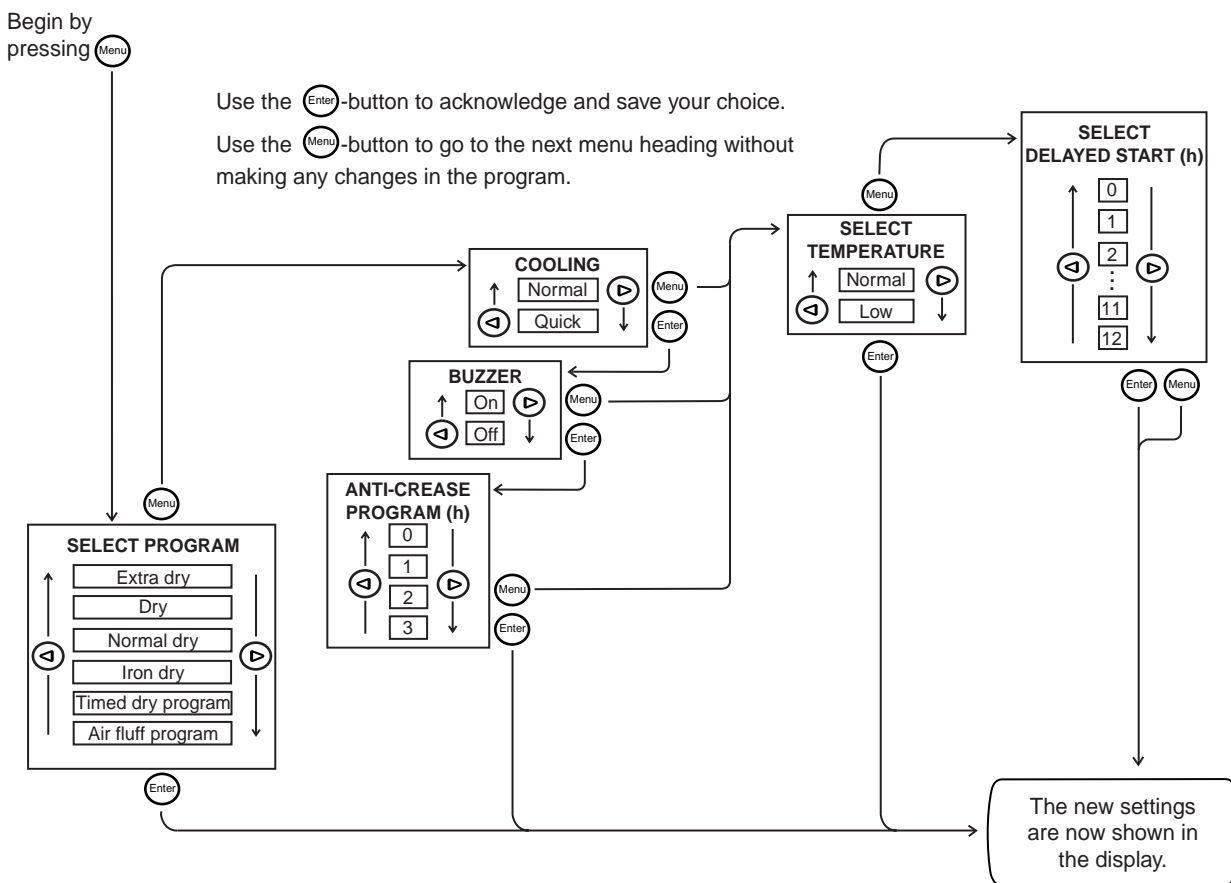 Begin by
pressing Menu
Use the Enter-button to acknowledge and save your choice.
Use the Menu-button to go to the next menu heading without
making any changes in the program.
SELECT
DELAYED START (h)
0
1
2
11
12
Enter Menu
Menu
SELECT
TEMPERATURE
Normal
Low
Enter
COOLING
Normal
Quick
Menu
Enter
BUZZER
On
Off
Menu
Enter
ANTI-CREASE
PROGRAM (h)
0
1
2
3
Menu
Enter
Menu
SELECT PROGRAM
Extra dry
Dry
Normal dry
Iron dry
Timed dry program
Air fluff program
Enter
The new settings
are now shown in
the display.